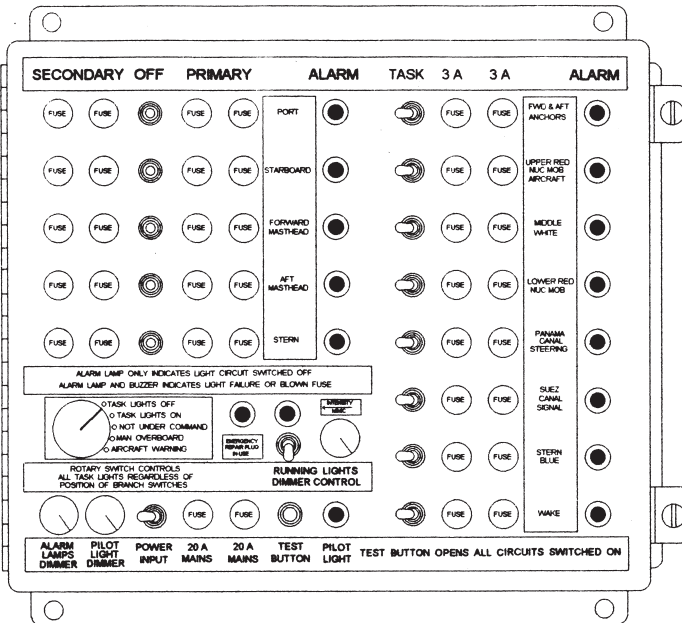 SECONDARY OFF PRIMARY ALARM TASK 3 A 3 A ALARM
FUSE FUSE FUSE FUSE PORT FUSE FUSE FWD & AFT
ANCHORS
FUSE FUSE FUSE FUSE STARBOARD FUSE FUSE UPPER RED
NUC MOB
AIRCRAFT
FUSE FUSE FUSE FUSE FORWARD
MASTHEAD FUSE FUSE MIDDLE
WHITE
FUSE FUSE FUSE FUSE AFT
MASTHEAD FUSE FUSE LOWER RED
NUC MOB
FUSE FUSE FUSE FUSE STERN FUSE FUSE PANAMA
CANAL
STEERING
ALARM LAMP ONLY INDICATES LIGHT CIRCUIT SWITCHED OFF
ALARM LAMP AND BUZZER INDICATES LIGHT FAILURE OR BLOWN FUSE
FUSE FUSE SUEZ
CANAL
SIGNAL
TASK LIGHTS OFF
TASK LIGHTS ON
NOT UNDER COMMAND
MAN OVERBOARD
AIRCRAFT WARNING
EMERGENCY
REPAIR PLUG
IN USE
INTENSITY
MIMIC
FUSE FUSE STERN
BLUE
ROTARY SWITCH CONTROLS
ALL TASK LIGHTS REGARDLESS OF
POSITION OF BRANCH SWITCHES
RUNNING LIGHTS
DIMMER CONTROL
FUSE FUSE FUSE FUSE WAKE
ALARM
LAMPS
DIMMER
PILOT
LIGHT
DIMMER
POWER
INPUT
20 A
MAINS
20 A
MAINS
TEST
BUTTON
PILOT
LIGHT
TEST BUTTON OPENS ALL CIRCUITS SWITCHED ON